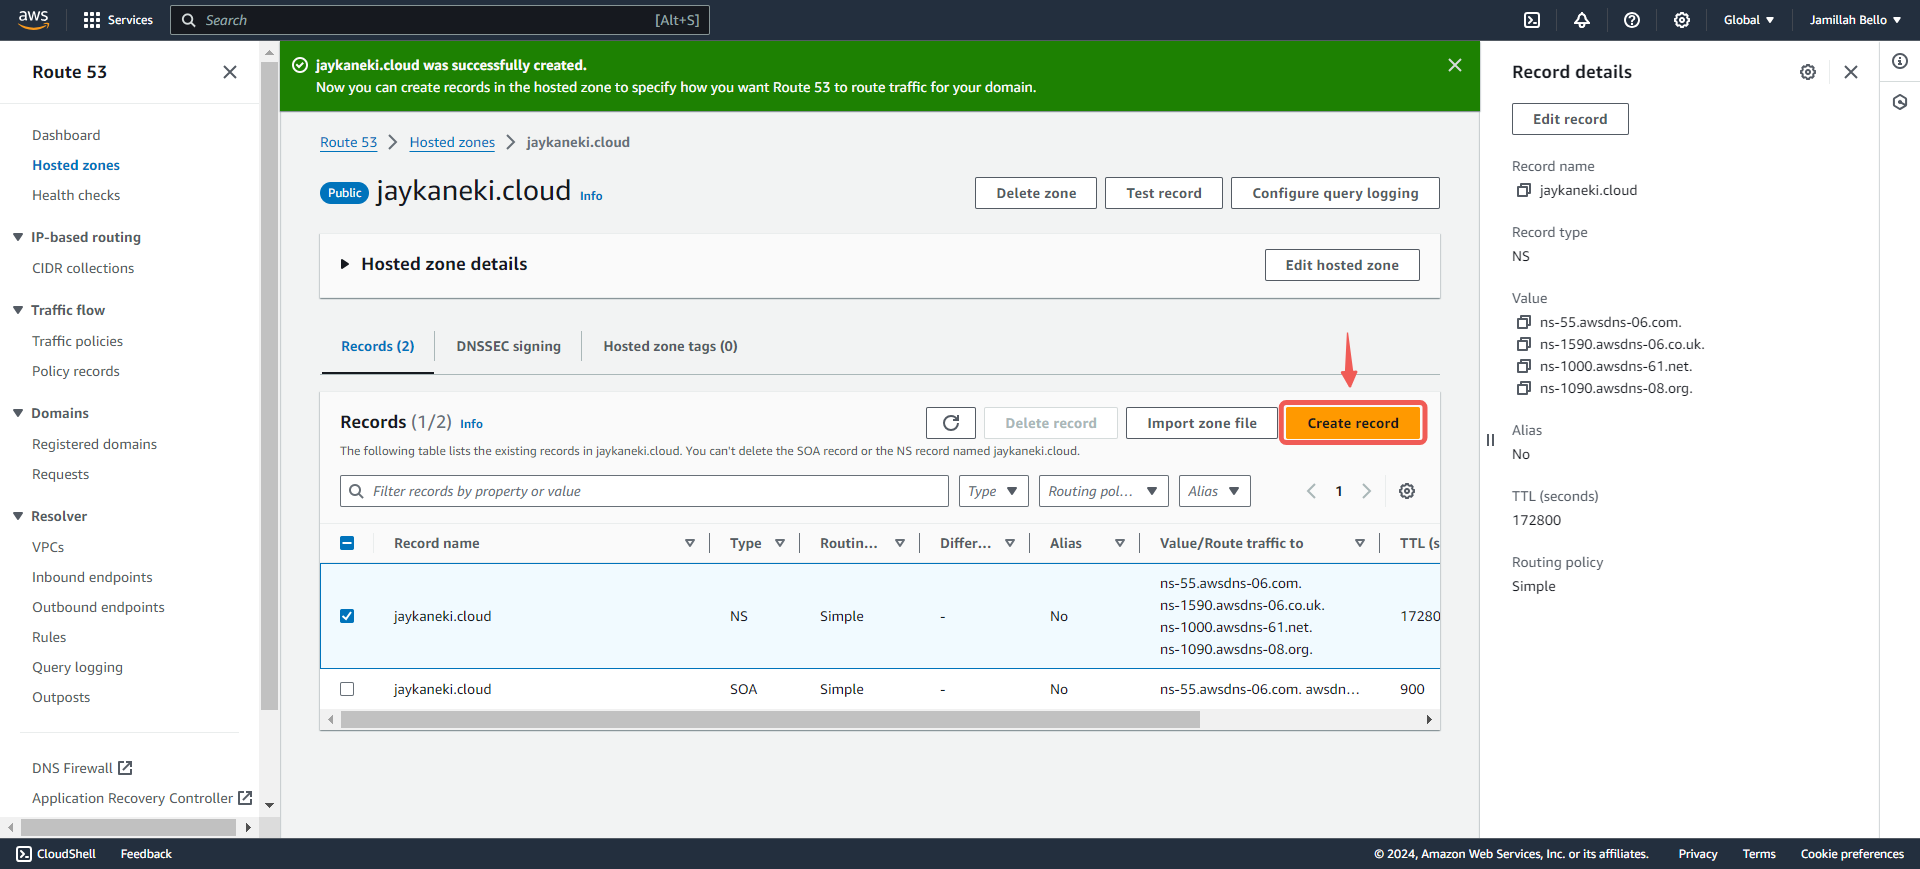 aws
Services
Search
[Alt+S]
Global
Jamillah Bello
Route 53
Dashboard
Hosted zones
Health checks
IP-based routing
CIDR collections
Traffic flow
Traffic policies
Policy records
Domains
Registered domains
Requests
Resolver
VPCs
Inbound endpoints
Outbound endpoints
Rules
Query logging
Outposts
DNS Firewall
Application Recovery Controller
jaykaneki.cloud was successfully created.
Now you can create records in the hosted zone to specify how you want Route 53 to route traffic for your domain.
Route 53
Hosted zones
jaykaneki.cloud
Public
jaykaneki.cloud
Info
Delete zone
Test record
Configure query logging
Hosted zone details
Edit hosted zone
Records (2)
DNSSEC signing
Hosted zone tags (0)
Records (1/2)
Info
Delete record
Import zone file
Create record
The following table lists the existing records in jaykaneki.cloud. You can't delete the SOA record or the NS record named jaykaneki.cloud.
Filter records by property or value
Type
Routing pol...
Alias
1
Record name
Type
Routin...
Differ...
Alias
Value/Route traffic to
TTL (s
jaykaneki.cloud
NS
Simple
-
No
ns-55.awsdns-06.com.
ns-1590.awsdns-06.co.uk.
ns-1000.awsdns-61.net.
ns-1090.awsdns-08.org.
17280
jaykaneki.cloud
SOA
Simple
-
No
ns-55.awsdns-06.com. awsdn...
900
Record details
Edit record
Record name
jaykaneki.cloud
Record type
NS
Value
ns-55.awsdns-06.com.
ns-1590.awsdns-06.co.uk.
ns-1000.awsdns-61.net.
ns-1090.awsdns-08.org.
Alias
No
TTL (seconds)
172800
Routing policy
Simple
CloudShell
Feedback
© 2024, Amazon Web Services, Inc. or its affiliates.
Privacy
Terms
Cookie preferences